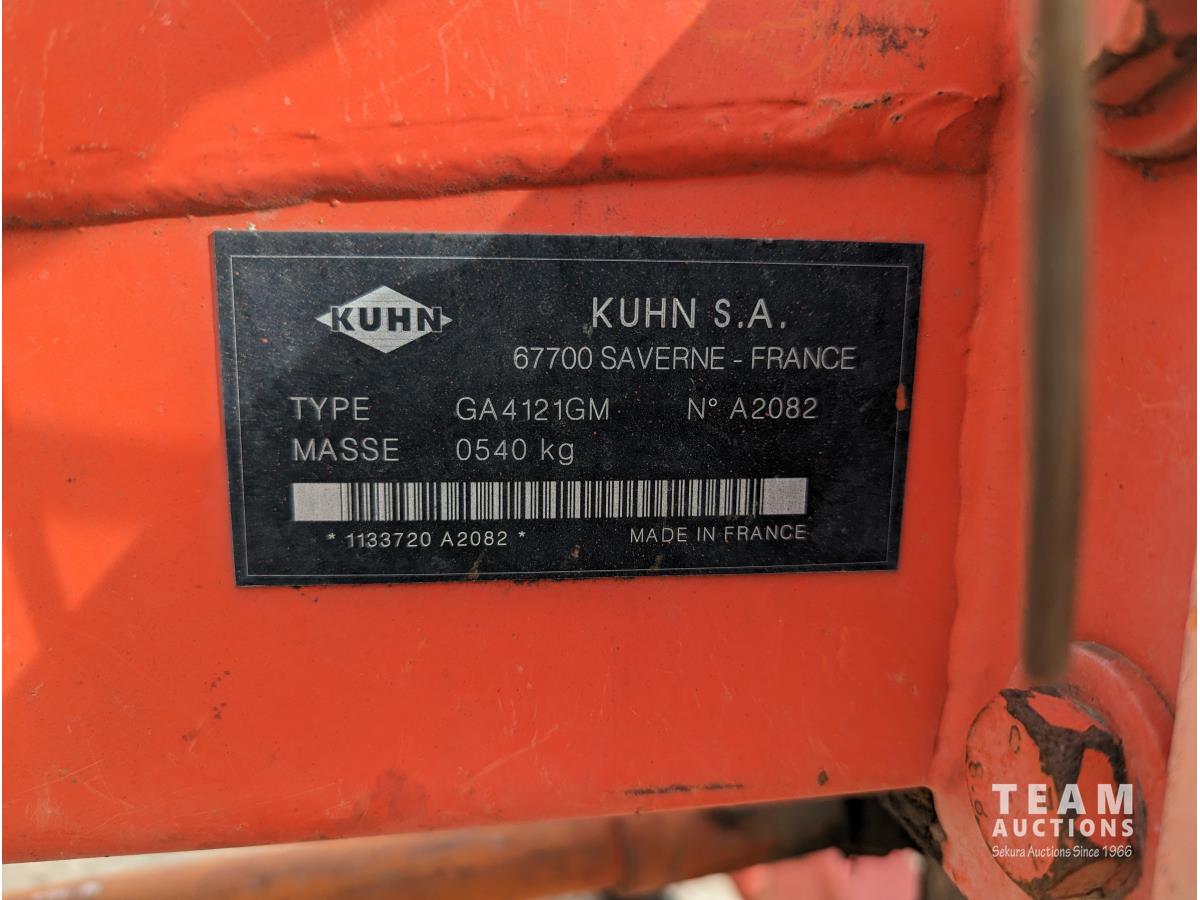 KUHN
KUHN S.A.
67700 SAVERNE - FRANCE
TYPE GA4121GM N° A2082
MASSE 0540 kg
* 1133720 A2082 * MADE IN FRANCE
TEAM
AUCTIONS
Sekura Auctions Since 1966